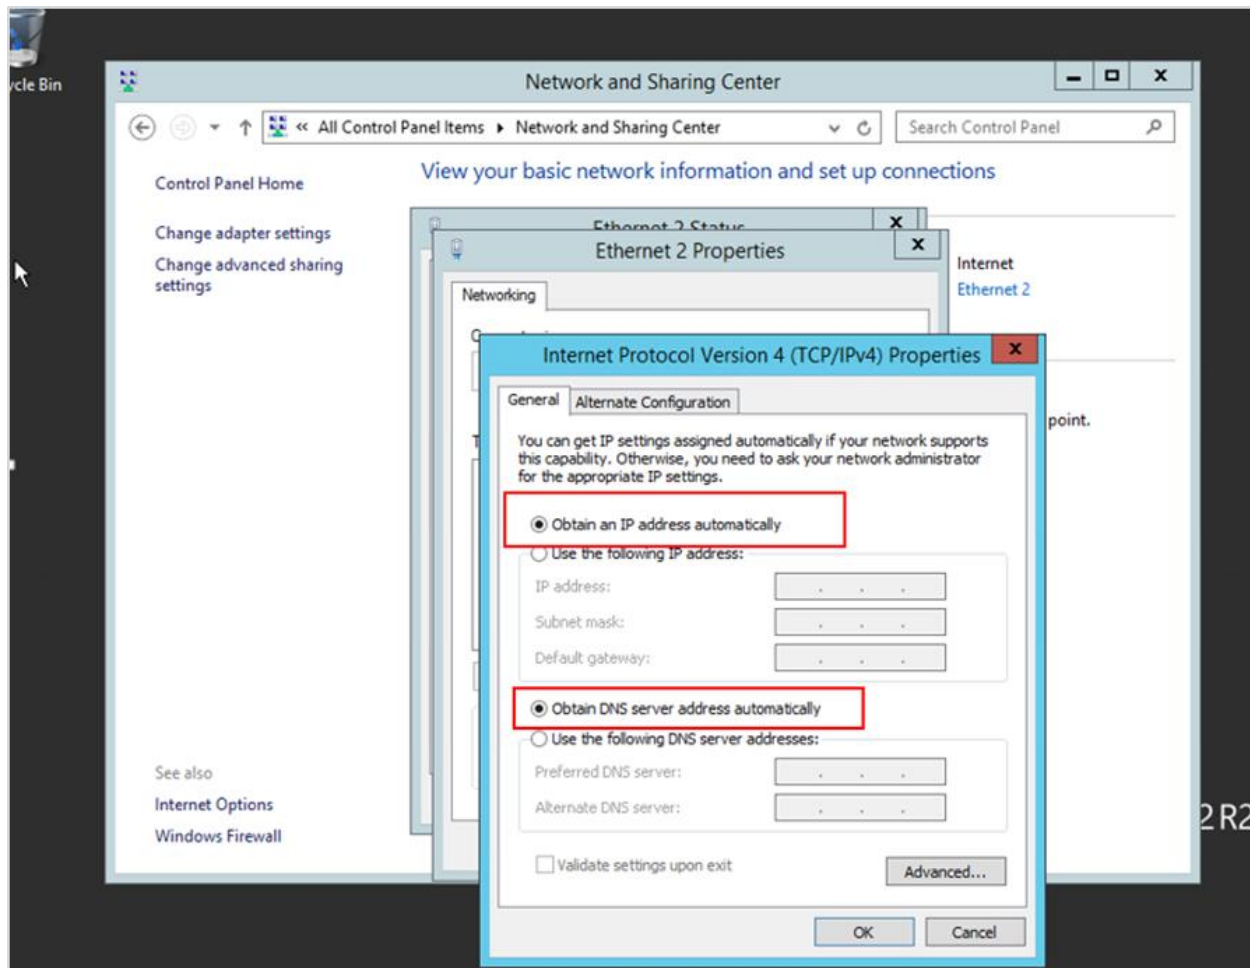 ycle Bin
Network and Sharing Center
All Control Panel Items
Network and Sharing Center
Search Control Panel
Control Panel Home
Change adapter settings
Change advanced sharing
settings
See also
Internet Options
Windows Firewall
View your basic network information and set up connections
Ethernet 2 Status
Ethernet 2 Properties
Networking
Internet
Ethernet 2
point.
Internet Protocol Version 4 (TCP/IPv4) Properties
General
Alternate Configuration
You can get IP settings assigned automatically if your network supports
this capability. Otherwise, you need to ask your network administrator
for the appropriate IP settings.
Obtain an IP address automatically
Use the following IP address:
IP address:
Subnet mask:
Default gateway:
Obtain DNS server address automatically
Use the following DNS server addresses:
Preferred DNS server:
Alternate DNS server:
Validate settings upon exit
Advanced...
OK
Cancel
2 R2